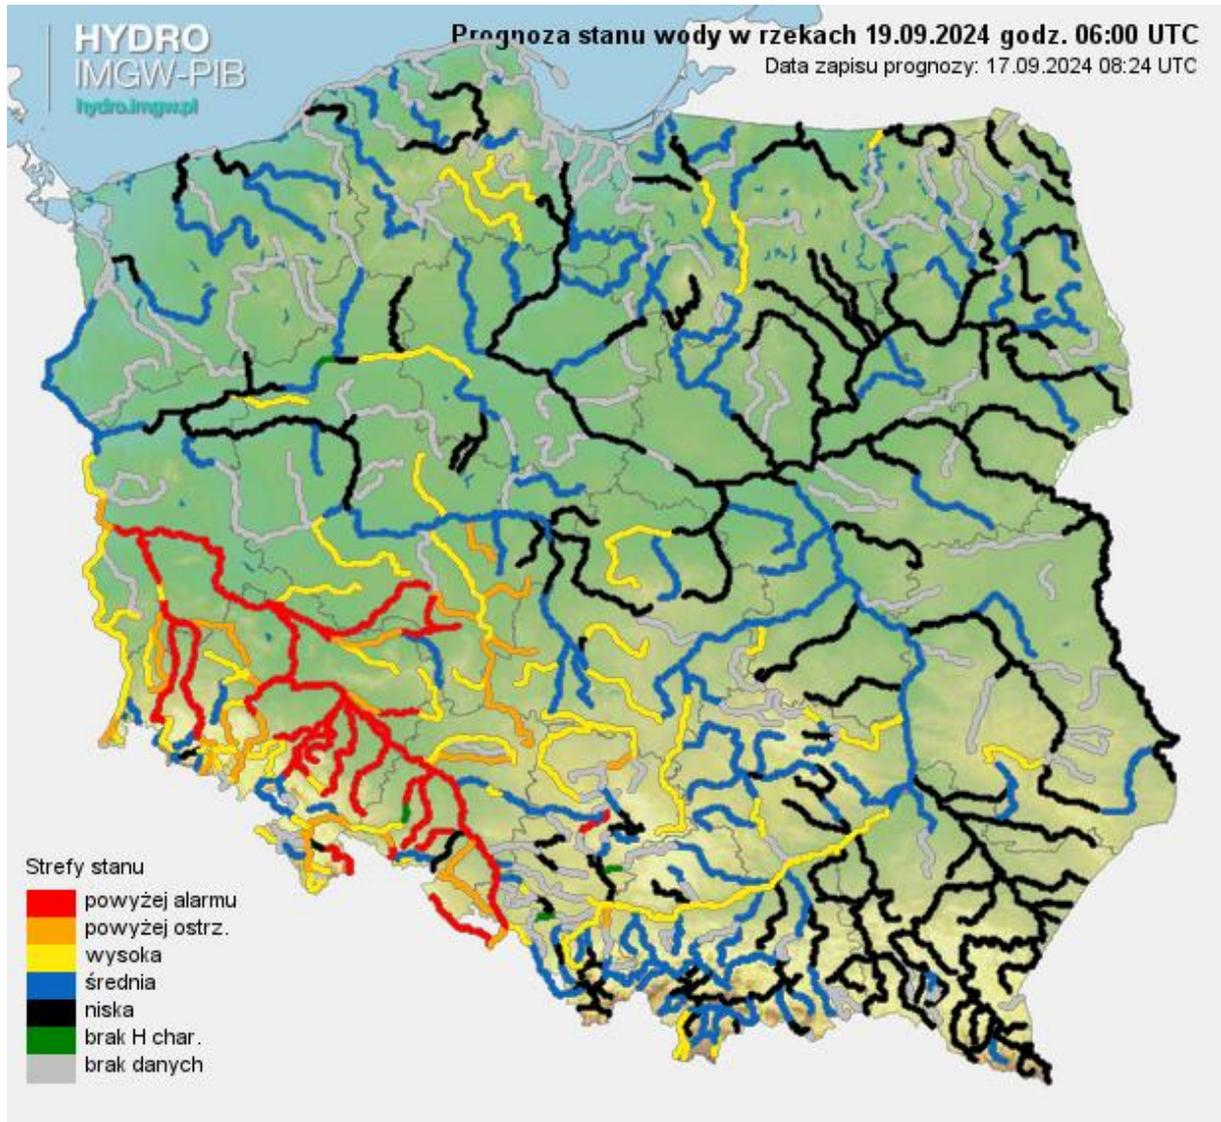 HYDRO
IMGW-PIB
hydro.imgw.pl
Prognoza stanu wody w rzekach 19.09.2024 godz. 06:00 UTC
Data zapisu prognozy: 17.09.2024 08:24 UTC
Strefy stanu
powyżej alarmu
powyżej ostrz.
wysoka
średnia
niska
brak H char.
brak danych